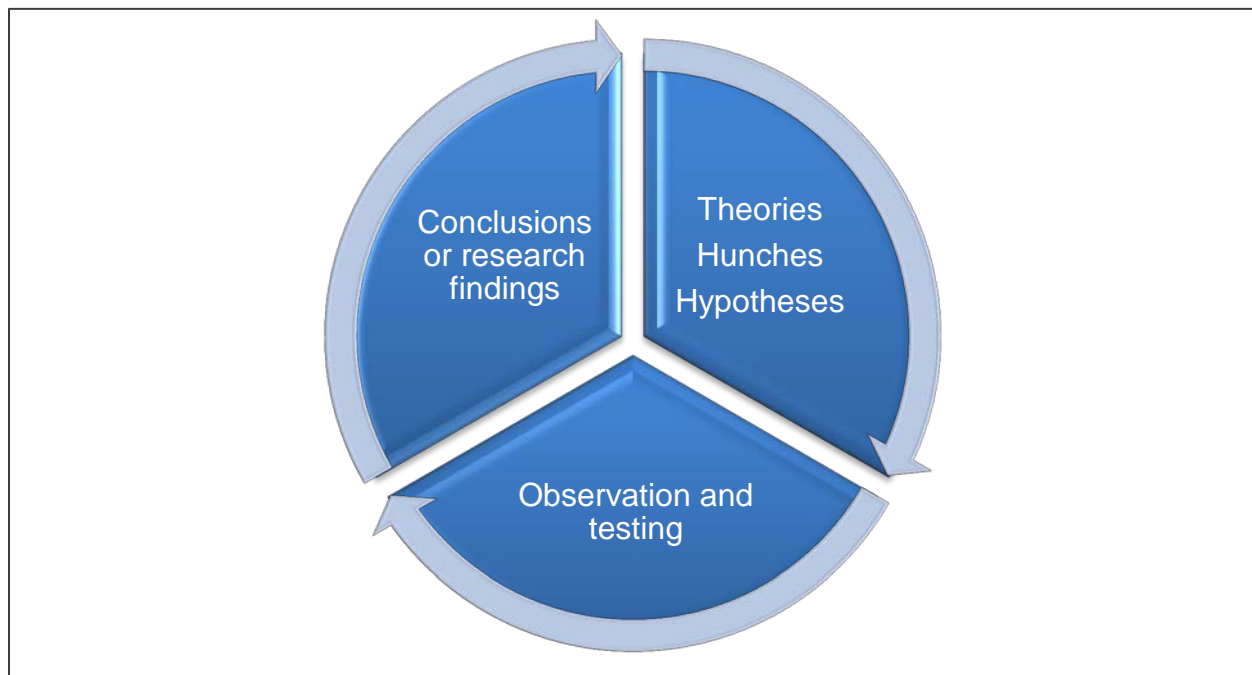 Theories
Hunches
Hypotheses
Observation and
testing
Conclusions
or research
findings